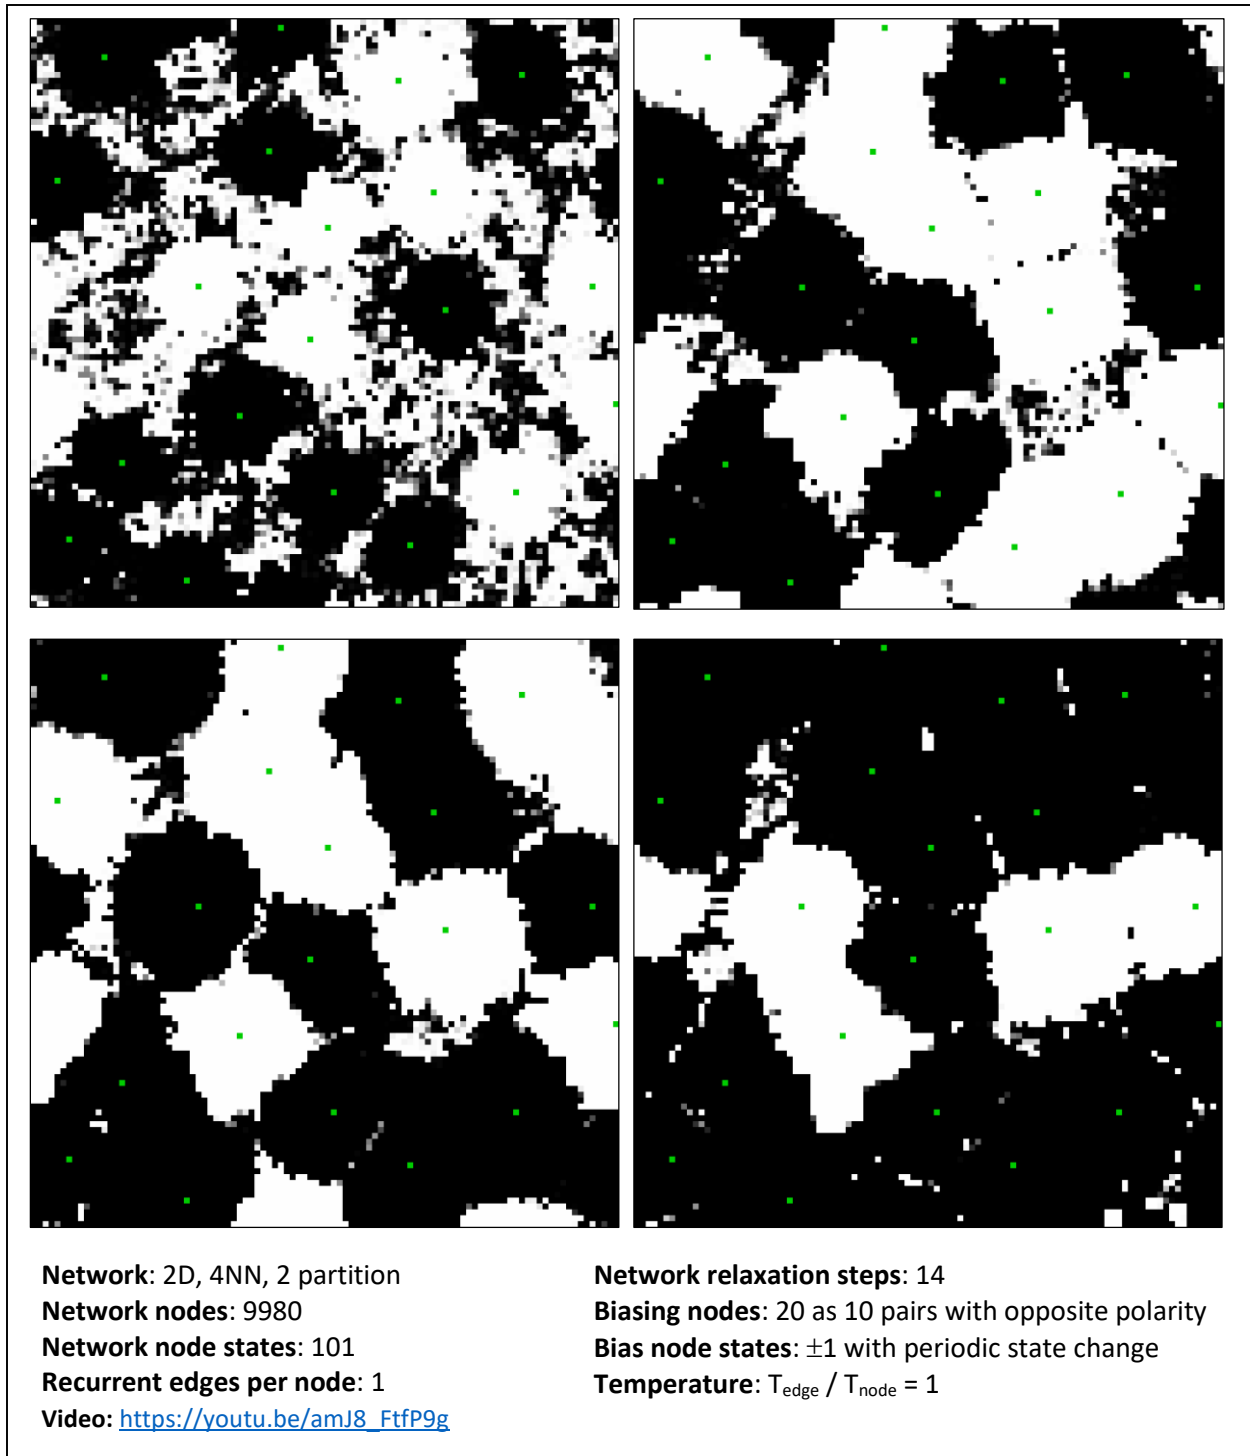 Network: 2D, 4NN, 2 partition
Network nodes: 9980
Network node states: 101
Recurrent edges per node: 1
Video: https://youtu.be/amJ8_FtfP9g
Network relaxation steps: 14
Biasing nodes: 20 as 10 pairs with opposite polarity
Bias node states: ±1 with periodic state change
Temperature: Tedge / Tnode = 1